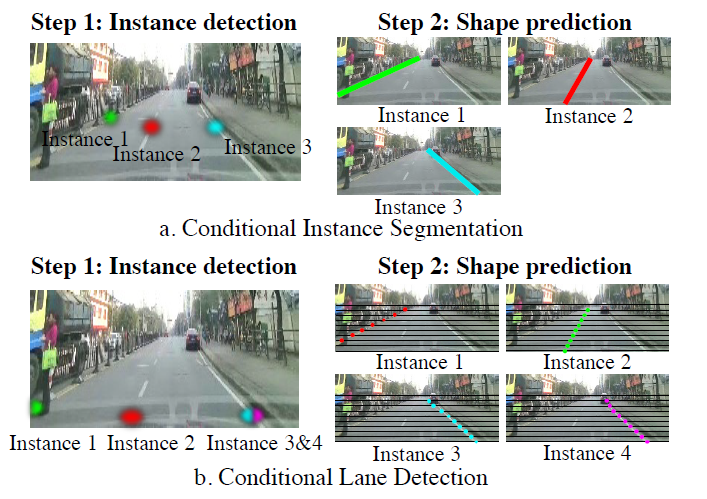 Step 1: Instance detection
Step 2: Shape prediction
Instance 1
Instance 2
Instance 3
Instance 1
Instance 2
Instance 3
a. Conditional Instance Segmentation
Step 1: Instance detection
Step 2: Shape prediction
Instance 1
Instance 2
Instance 1
Instance 2
Instance 3&4
Instance 3
Instance 4
b. Conditional Lane Detection